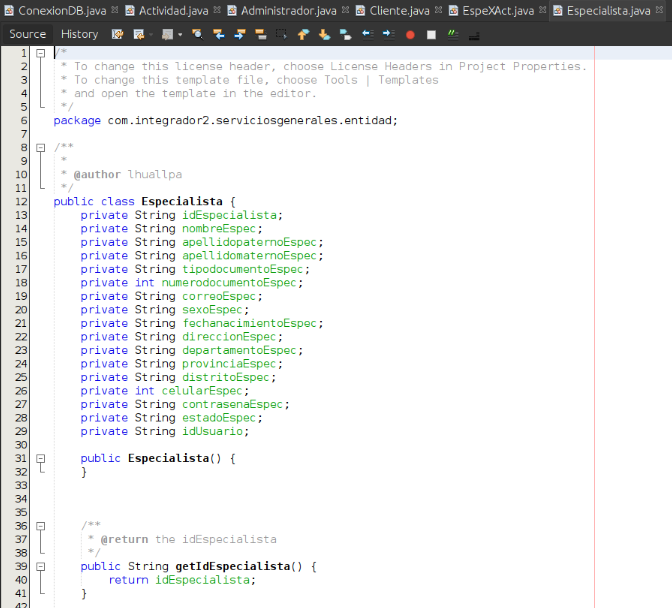 ConexionDB.java Actividad.java Administrador.java Cliente.java EspeXAct.java Especialista.java
Source History
1 /*
2 * To change this license header, choose License Headers in Project Properties.
3 * To change this template file, choose Tools | Templates
4 * and open the template in the editor.
5 */
6 package com.integrador2.serviciosgenerales.entidad;
7
8 /**
9 *
10 * @author lhuallpa
11 */
12 public class Especialista {
13 private String idEspecialista;
14 private String nombreEspec;
15 private String apellidopaternoEspec;
16 private String apellidomaternoEspec;
17 private String tipodocumentoEspec;
18 private int numerodocumentoEspec;
19 private String correoEspec;
20 private String sexoEspec;
21 private String fechanacimientoEspec;
22 private String direccionEspec;
23 private String departamentoEspec;
24 private String provinciaEspec;
25 private String distritoEspec;
26 private int celularEspec;
27 private String contrasenaEspec;
28 private String estadoEspec;
29 private String idUsuario;
30
31 public Especialista() {
32 }
33
34
35
36 /**
37 * @return the idEspecialista
38 */
39 public String getIdEspecialista() {
40 return idEspecialista;
41 }
42